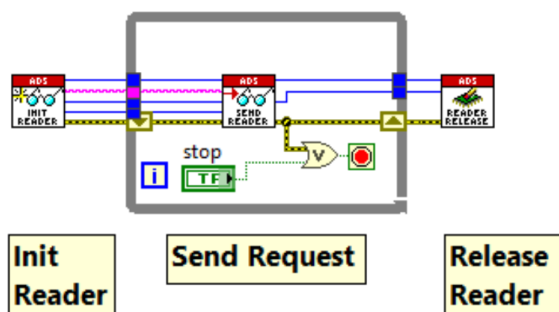 ADS
INIT
READER
ADS
SEND
READER
ADS
READER
RELEASE
stop
TF
V
i
Init
Reader
Send Request
Release
Reader